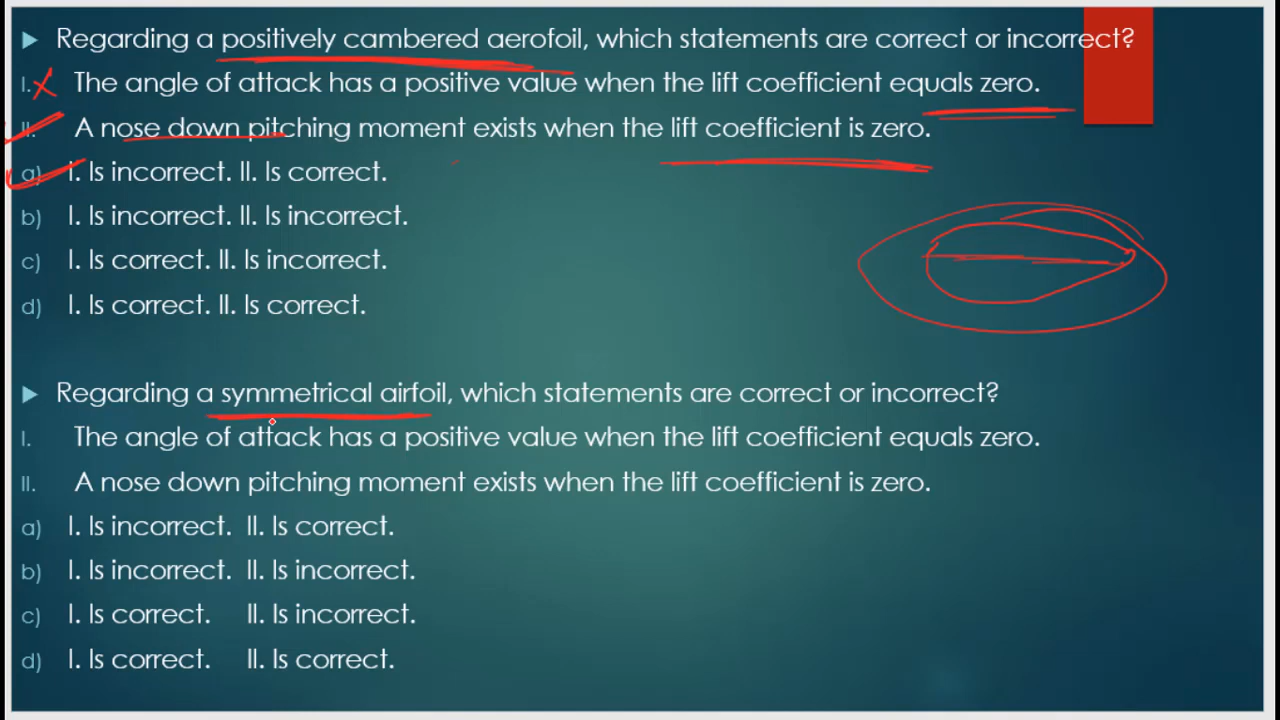 Regarding a positively cambered aerofoil, which statements are correct or incorrect?
I. The angle of attack has a positive value when the lift coefficient equals zero.
II. A nose down pitching moment exists when the lift coefficient is zero.
a) I. Is incorrect. II. Is correct.
b) I. Is incorrect. II. Is incorrect.
c) I. Is correct. II. Is incorrect.
d) I. Is correct. II. Is correct.
Regarding a symmetrical airfoil, which statements are correct or incorrect?
I. The angle of attack has a positive value when the lift coefficient equals zero.
II. A nose down pitching moment exists when the lift coefficient is zero.
a) I. Is incorrect. II. Is correct.
b) I. Is incorrect. II. Is incorrect.
c) I. Is correct. II. Is incorrect.
d) I. Is correct. II. Is correct.